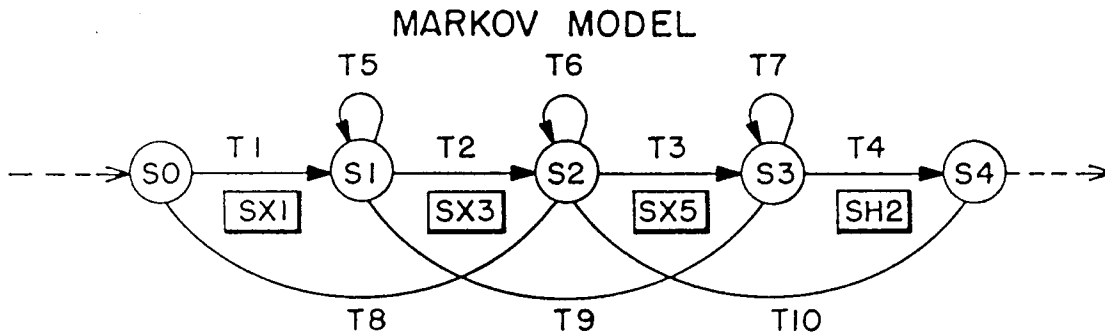 MARKOV MODEL
T5 T6 T7
T1 T2 T3 T4
S0 S1 S2 S3 S4
SX1 SX3 SX5 SH2
T8 T9 T10